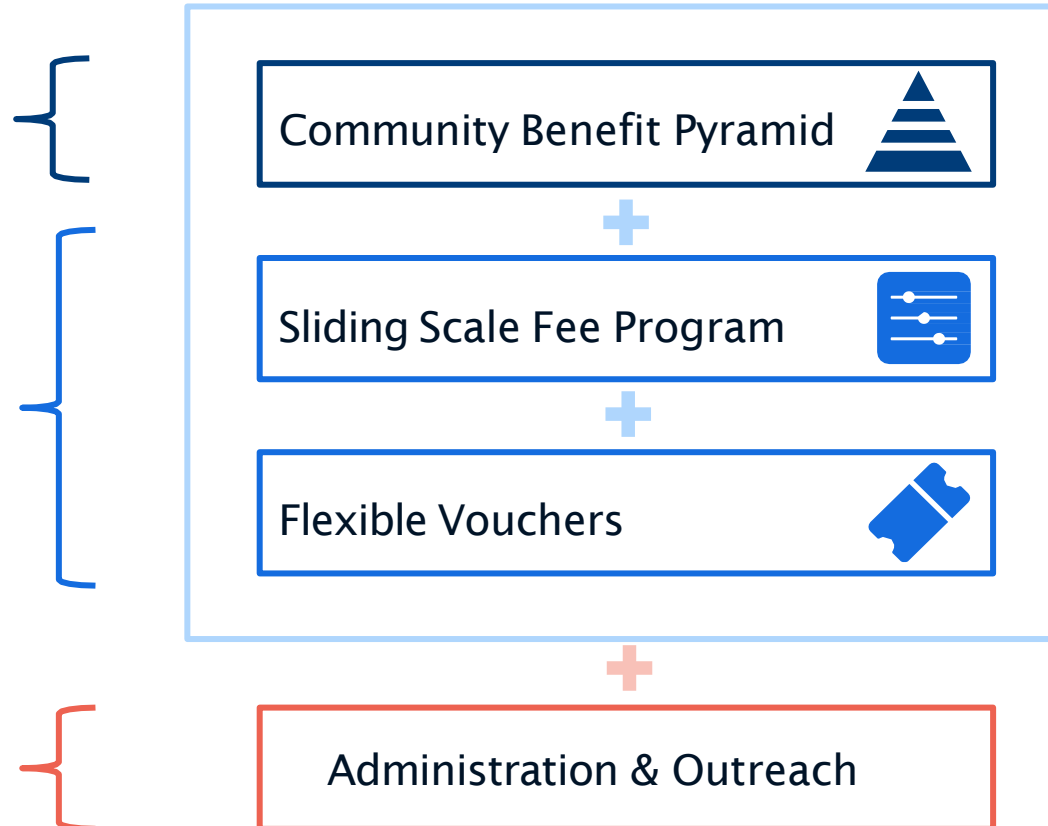 Community Benefit Pyramid
Sliding Scale Fee Program
Flexible Vouchers
Administration & Outreach